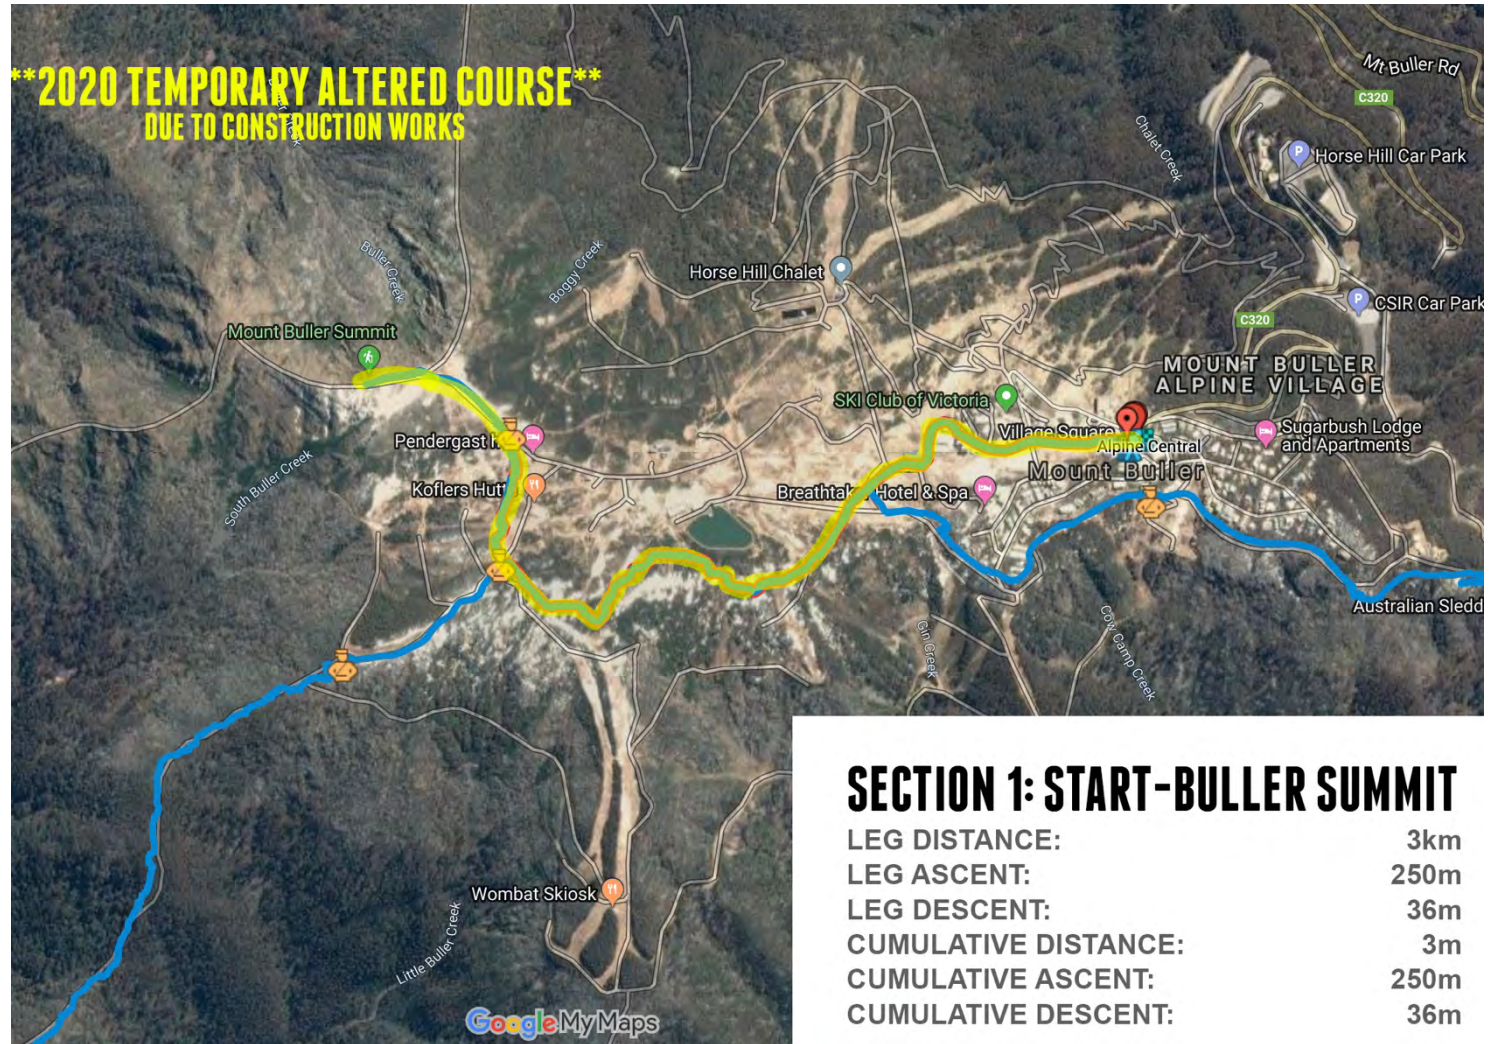 **2020 TEMPORARY ALTERED COURSE**
DUE TO CONSTRUCTION WORKS
Mt Buller Rd
C320
Chalet Creek
Horse Hill Car Park
Buller Creek
Boggy Creek
Horse Hill Chalet
CSIR Car Park
C320
Mount Buller Summit
MOUNT BULLER
ALPINE VILLAGE
SKI Club of Victoria
Village Square
Sugarbush Lodge
and Apartments
Alpine Central
Pendergast H
Mount Buller
South Buller Creek
Koflers Hutt
Breathtak Hotel & Spa
Australian Sledd
Gin Creek
Cow Camp Creek
Wombat Skiosk
Little Buller Creek
Google My Maps
SECTION 1: START-BULLER SUMMIT
LEG DISTANCE: 3km
LEG ASCENT: 250m
LEG DESCENT: 36m
CUMULATIVE DISTANCE: 3m
CUMULATIVE ASCENT: 250m
CUMULATIVE DESCENT: 36m